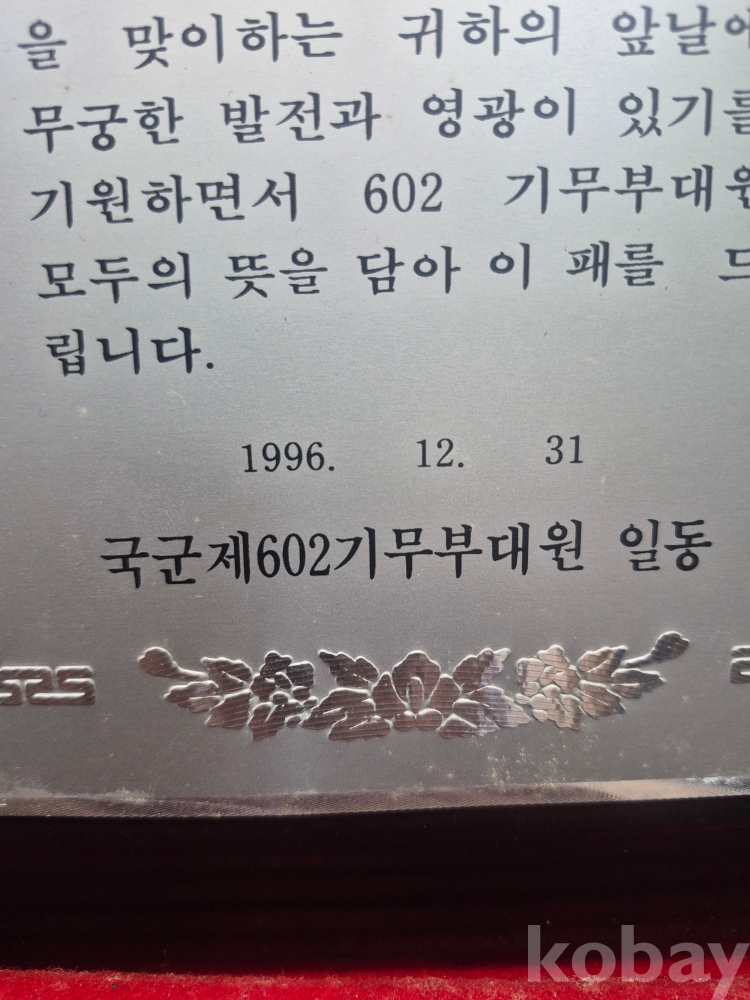 을 맞이하는 귀하의 앞날에
무궁한 발전과 영광이 있기를
기원하면서 602 기무부대원
모두의 뜻을 담아 이 패를 드
립니다.
1996. 12. 31
국군제602기무부대원 일동
kobay